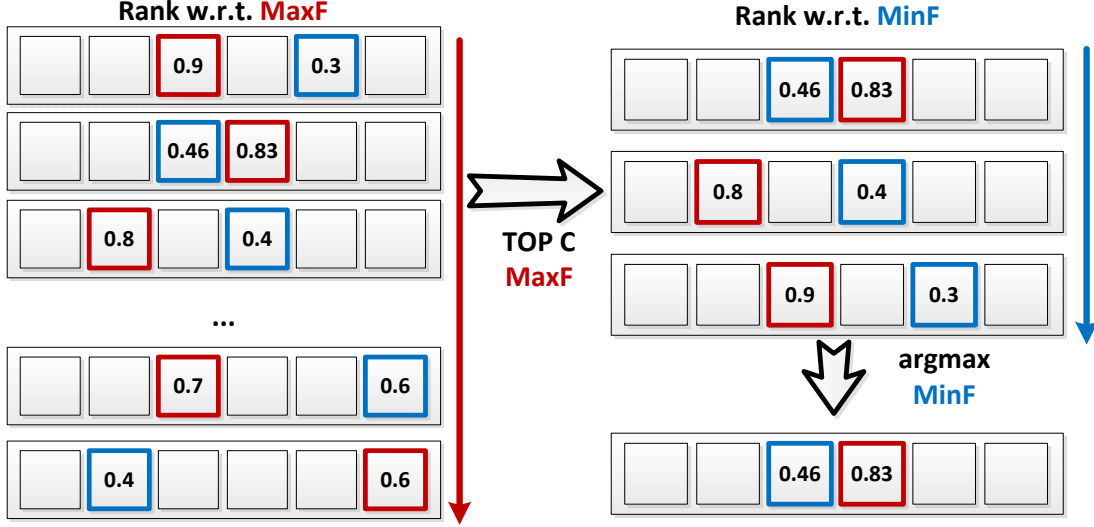 Rank w.r.t. MaxF
0.9 0.3
0.46 0.83
0.8 0.4
...
0.7 0.6
0.4 0.6
TOP C
MaxF
Rank w.r.t. MinF
0.46 0.83
0.8 0.4
0.9 0.3
argmax
MinF
0.46 0.83